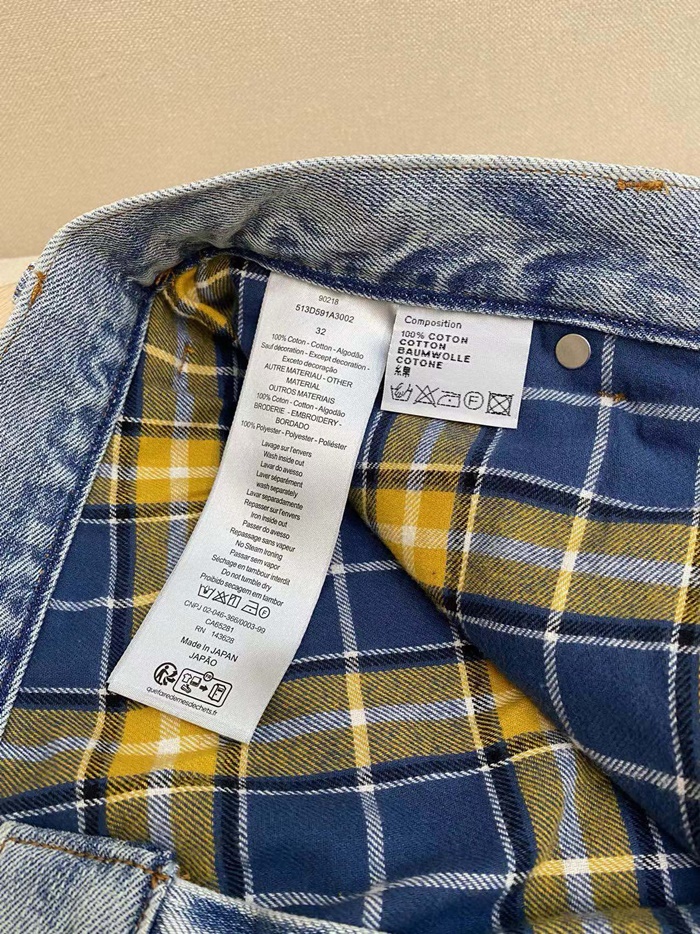 90218
513D591A3002
32
100% Coton - Cotton - Algodão
Sauf décoration - Except decoration -
Exceto decoração
AUTRE MATERIAU - OTHER
MATERIAL
OUTROS MATERIAIS
100% Coton - Cotton - Algodão
BRODERIE - EMBROIDERY -
BORDADO
100% Polyester - Polyester - Poliéster
Lavage sur l'envers
Wash inside out
Lavar do avesso
Laver séparément
wash separately
Lavar separadamente
Repasser sur l'envers
Iron inside out
Passer do avesso
Repassage sans vapeur
No Steam Ironing
Passar sem vapor
Séchage en tambour interdit
Do not tumble dry
Proibido secagem em tambor
CNPJ 02-046-366/0003-99
CA65281
RN 143628
Made in JAPAN
JAPÃO
FR
quefairedemesdechets.fr
Composition
100% COTON
COTTON
BAUMWOLLE
COTONE